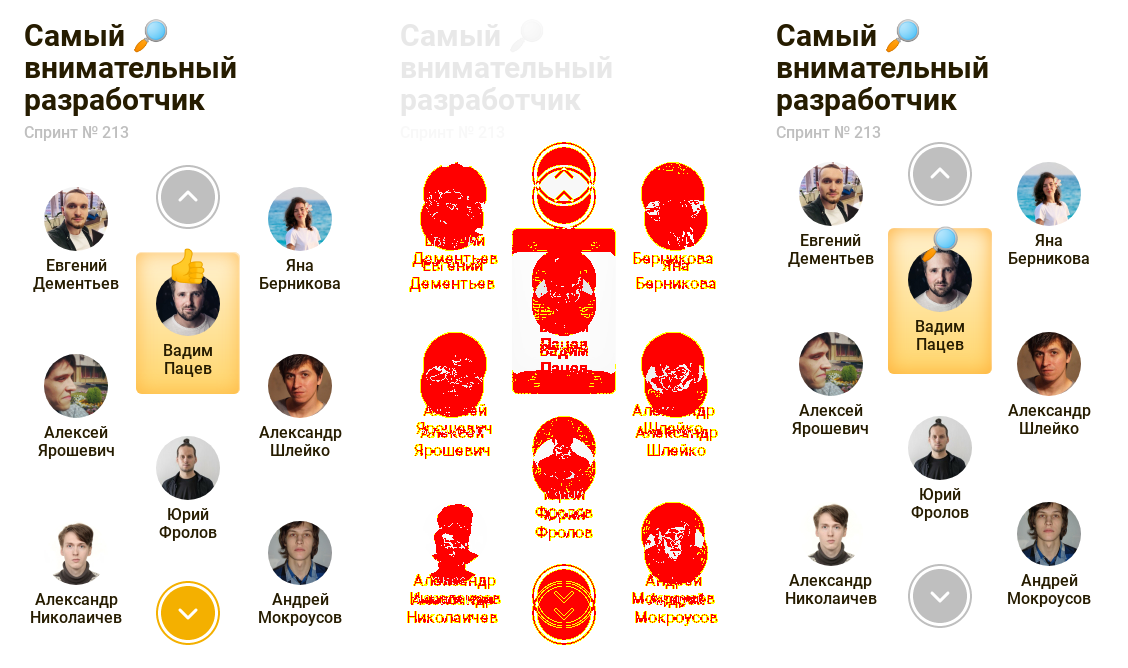 Самый 🔎
внимательный
разработчик
Спринт № 213
Евгений
Дементьев
Яна
Берникова
Вадим
Пацев
Алексей
Ярошевич
Александр
Шлейко
Юрий
Фролов
Александр
Николаичев
Андрей
Мокроусов
Самый 🔎
внимательный
разработчик
Спринт № 213
Евгений
Дементьев
Яна
Берникова
Вадим
Пацев
Алексей
Ярошевич
Александр
Шлейко
Юрий
Фролов
Александр
Николаичев
Андрей
Мокроусов
Самый 🔎
внимательный
разработчик
Спринт № 213
Евгений
Дементьев
Яна
Берникова
Вадим
Пацев
Алексей
Ярошевич
Александр
Шлейко
Юрий
Фролов
Александр
Николаичев
Андрей
Мокроусов